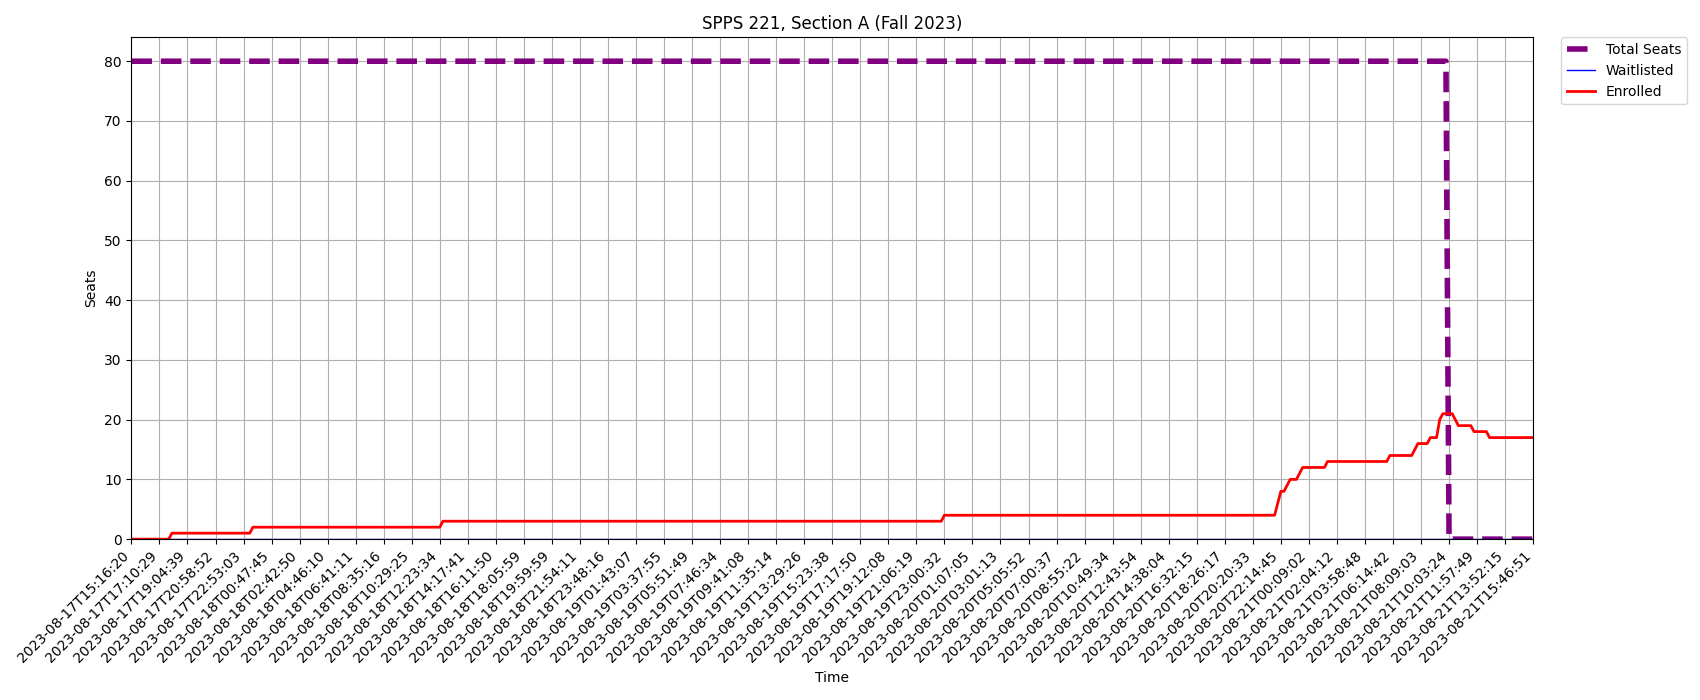 SPPS 221, Section A (Fall 2023)
Total Seats
Waitlisted
Enrolled
Seats
80
70
60
50
40
30
20
10
0
2023-08-17T15:16:20
2023-08-17T17:10:29
2023-08-17T19:04:39
2023-08-17T20:58:52
2023-08-17T22:53:03
2023-08-18T00:47:45
2023-08-18T02:42:50
2023-08-18T04:46:10
2023-08-18T06:41:11
2023-08-18T08:35:16
2023-08-18T10:29:25
2023-08-18T12:23:34
2023-08-18T14:17:41
2023-08-18T16:11:50
2023-08-18T18:05:59
2023-08-18T19:59:59
2023-08-18T21:54:11
2023-08-18T23:48:16
2023-08-19T01:43:07
2023-08-19T03:37:55
2023-08-19T05:51:49
2023-08-19T07:46:34
2023-08-19T09:41:08
2023-08-19T11:35:14
2023-08-19T13:29:26
2023-08-19T15:23:38
2023-08-19T17:17:50
2023-08-19T19:12:08
2023-08-19T21:06:19
2023-08-19T23:00:32
2023-08-20T01:07:05
2023-08-20T03:01:13
2023-08-20T05:05:52
2023-08-20T07:00:37
2023-08-20T08:55:22
2023-08-20T10:49:34
2023-08-20T12:43:54
2023-08-20T14:38:04
2023-08-20T16:32:15
2023-08-20T18:26:17
2023-08-20T20:20:33
2023-08-20T22:14:45
2023-08-21T00:09:02
2023-08-21T02:04:12
2023-08-21T03:58:48
2023-08-21T06:14:42
2023-08-21T08:09:03
2023-08-21T10:03:24
2023-08-21T11:57:49
2023-08-21T13:52:15
2023-08-21T15:46:51
Time